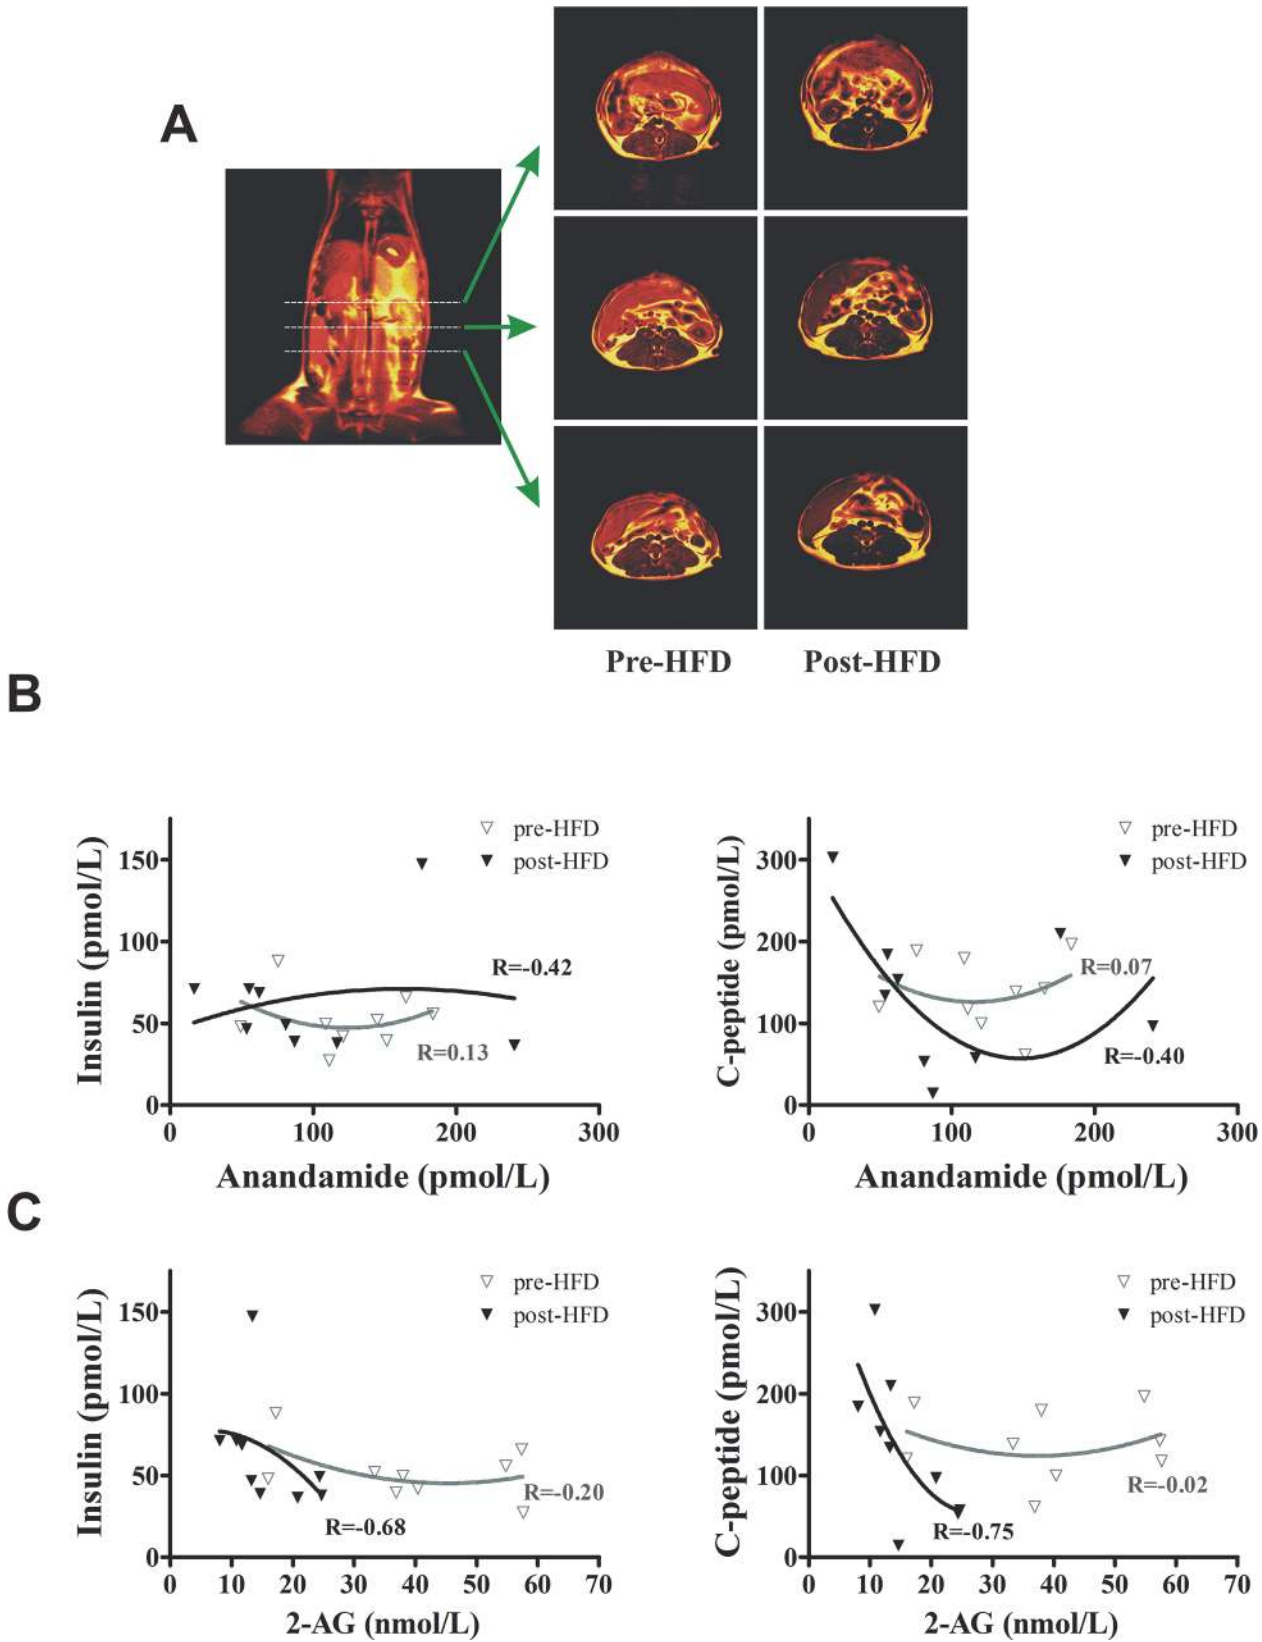 A
Pre-HFD Post-HFD
B
Insulin (pmol/L)
150
100
50
0
0 100 200 300
Anandamide (pmol/L)
pre-HFD
post-HFD
R=-0.42
R=0.13
C-peptide (pmol/L)
300
200
100
0
0 100 200 300
Anandamide (pmol/L)
pre-HFD
post-HFD
R=0.07
R=-0.40
C
Insulin (pmol/L)
150
100
50
0
0 10 20 30 40 50 60 70
2-AG (nmol/L)
pre-HFD
post-HFD
R=-0.20
R=-0.68
C-peptide (pmol/L)
300
200
100
0
0 10 20 30 40 50 60 70
2-AG (nmol/L)
pre-HFD
post-HFD
R=-0.02
R=-0.75